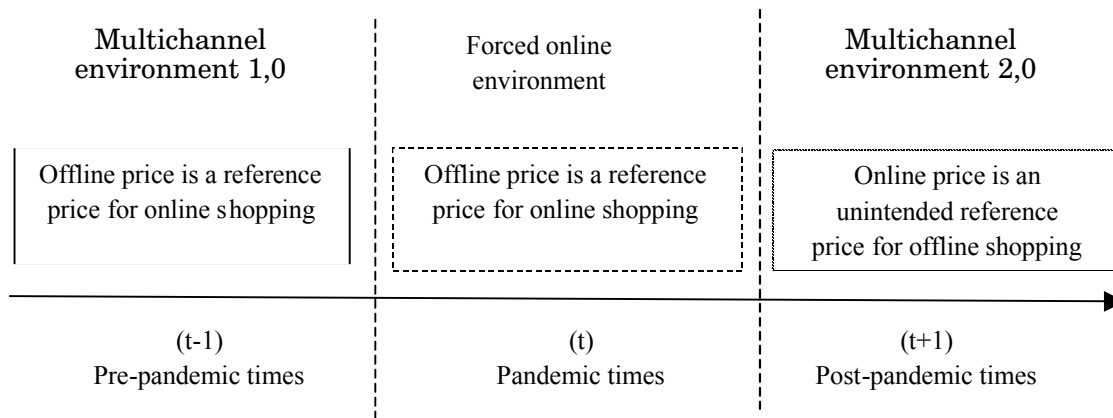 Multichannel
environment 1,0
Forced online
environment
Multichannel
environment 2,0
Offline price is a reference
price for online shopping
Offline price is a reference
price for online shopping
Online price is an
unintended reference
price for offline shopping
(t-1)
Pre-pandemic times
(t)
Pandemic times
(t+1)
Post-pandemic times